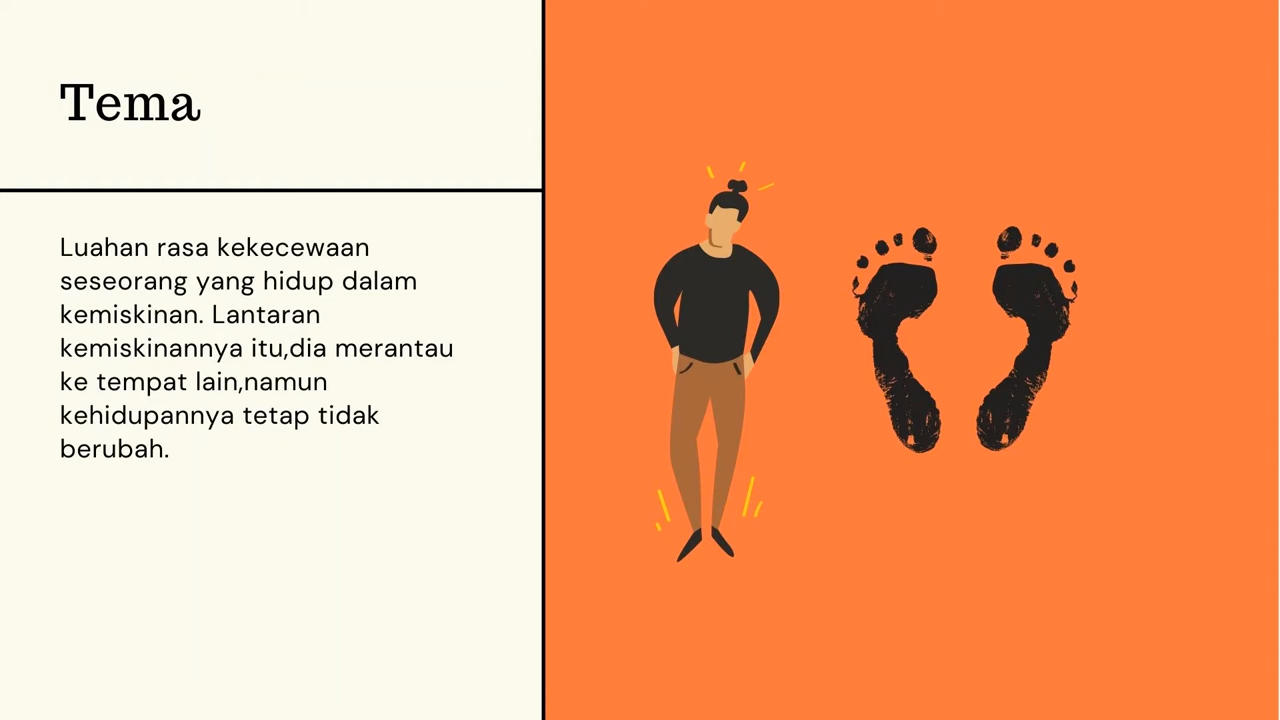 Tema
Luahan rasa kekecewaan
seseorang yang hidup dalam
kemiskinan. Lantaran
kemiskinannya itu,dia merantau
ke tempat lain,namun
kehidupannya tetap tidak
berubah.